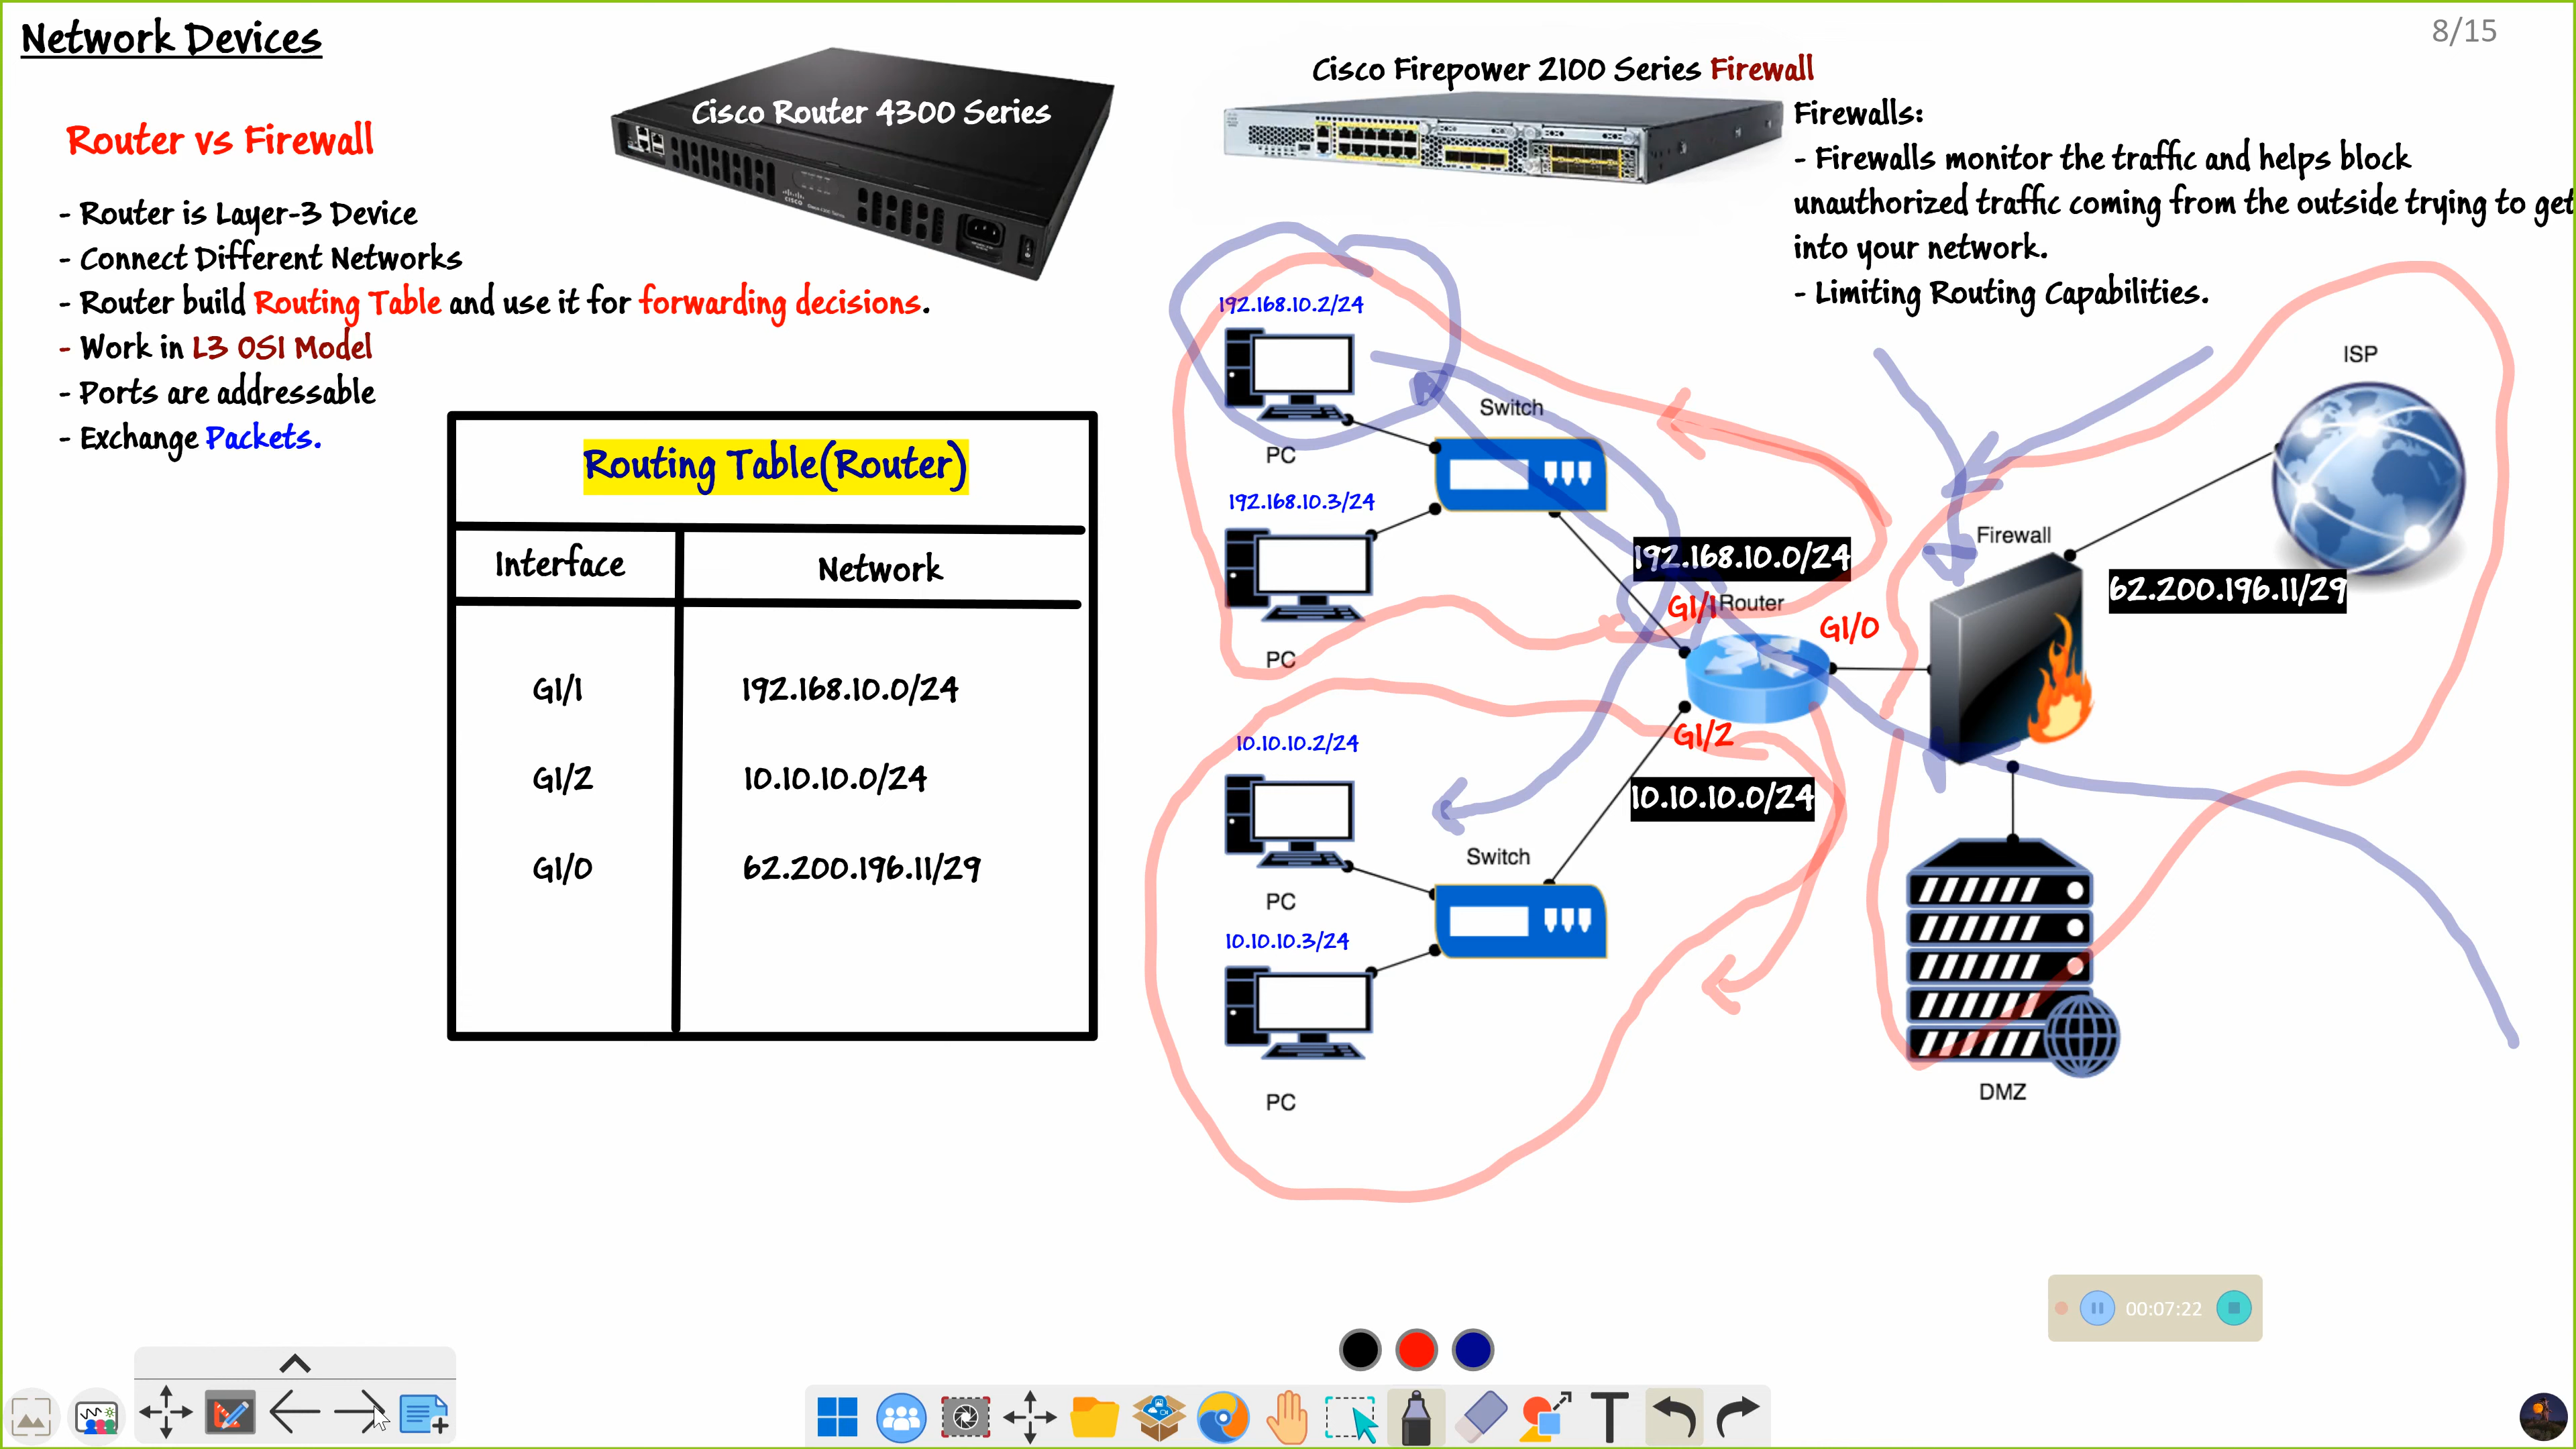 Network Devices
8/15
Router vs Firewall
- Router is Layer-3 Device
- Connect Different Networks
- Router build Routing Table and use it for forwarding decisions.
- Work in L3 OSI Model
- Ports are addressable
- Exchange Packets.
Cisco Router 4300 Series
CISCO
Cisco Firepower 2100 Series Firewall
Firewalls:
- Firewalls monitor the traffic and helps block
unauthorized traffic coming from the outside trying to get
into your network.
- Limiting Routing Capabilities.
Routing Table(Router)
Interface Network
G1/1 192.168.10.0/24
G1/2 10.10.10.0/24
G1/0 62.200.196.11/29
192.168.10.2/24
PC
Switch
192.168.10.3/24
PC
192.168.10.0/24
G1/1 Router
G1/0
G1/2
10.10.10.0/24
10.10.10.2/24
PC
Switch
10.10.10.3/24
PC
ISP
Firewall
62.200.196.11/29
DMZ
00:07:22